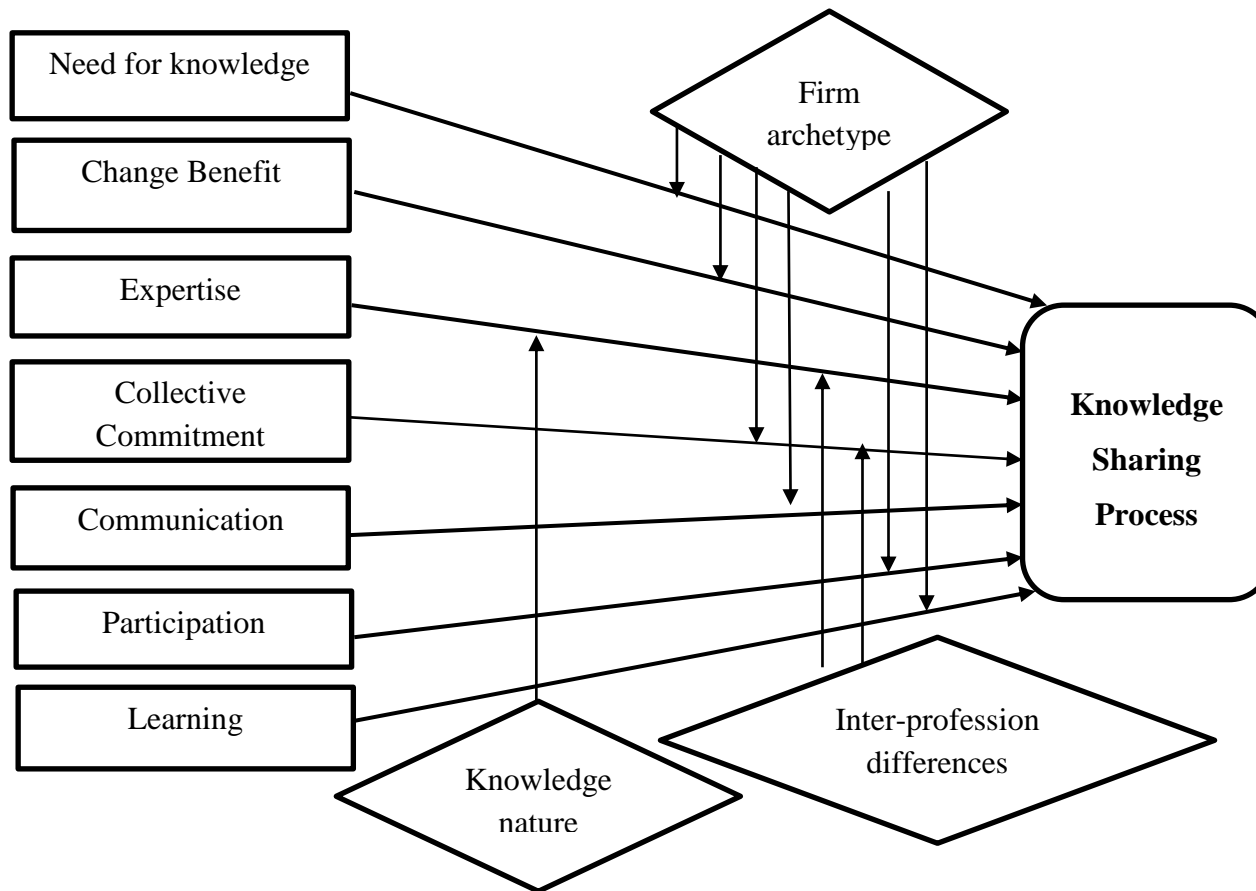 Need for knowledge
Change Benefit
Expertise
Collective
Commitment
Communication
Participation
Learning
Firm
archetype
Knowledge
Sharing
Process
Inter-profession
differences
Knowledge
nature